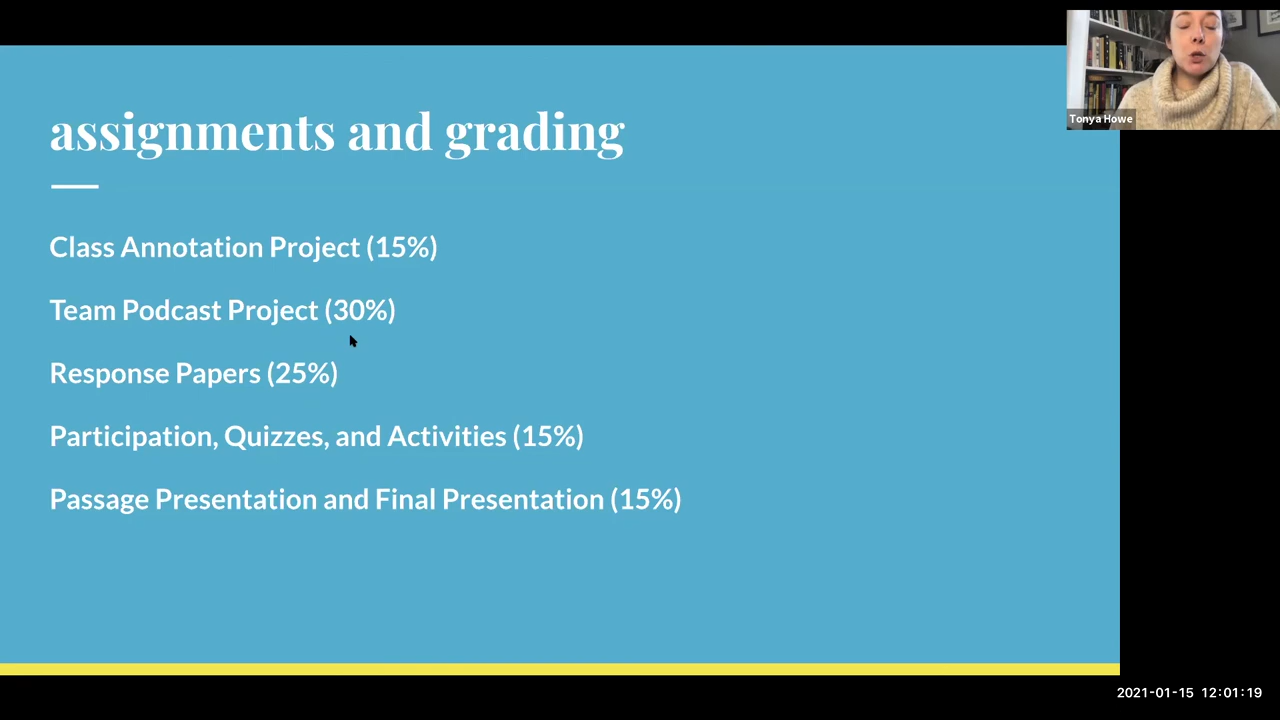 Tonya Howe
assignments and grading
Class Annotation Project (15%)
Team Podcast Project (30%)
Response Papers (25%)
Participation, Quizzes, and Activities (15%)
Passage Presentation and Final Presentation (15%)
2021-01-15 12:01:19